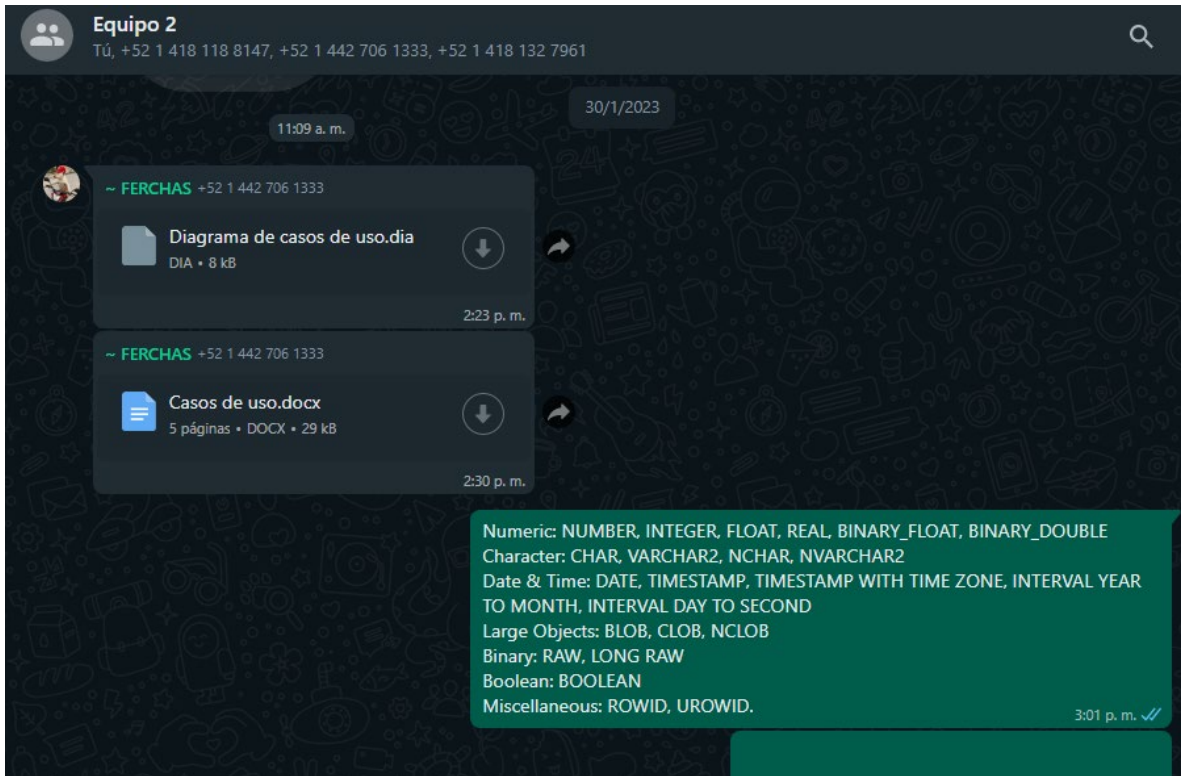 Equipo 2
Tú, +52 1 418 118 8147, +52 1 442 706 1333, +52 1 418 132 7961
30/1/2023
11:09 a. m.
~ FERCHAS +52 1 442 706 1333
Diagrama de casos de uso.dia
DIA • 8 kB
2:23 p. m.
~ FERCHAS +52 1 442 706 1333
Casos de uso.docx
5 páginas • DOCX • 29 kB
2:30 p. m.
Numeric: NUMBER, INTEGER, FLOAT, REAL, BINARY_FLOAT, BINARY_DOUBLE
Character: CHAR, VARCHAR2, NCHAR, NVARCHAR2
Date & Time: DATE, TIMESTAMP, TIMESTAMP WITH TIME ZONE, INTERVAL YEAR
TO MONTH, INTERVAL DAY TO SECOND
Large Objects: BLOB, CLOB, NCLOB
Binary: RAW, LONG RAW
Boolean: BOOLEAN
Miscellaneous: ROWID, UROWID.
3:01 p. m.